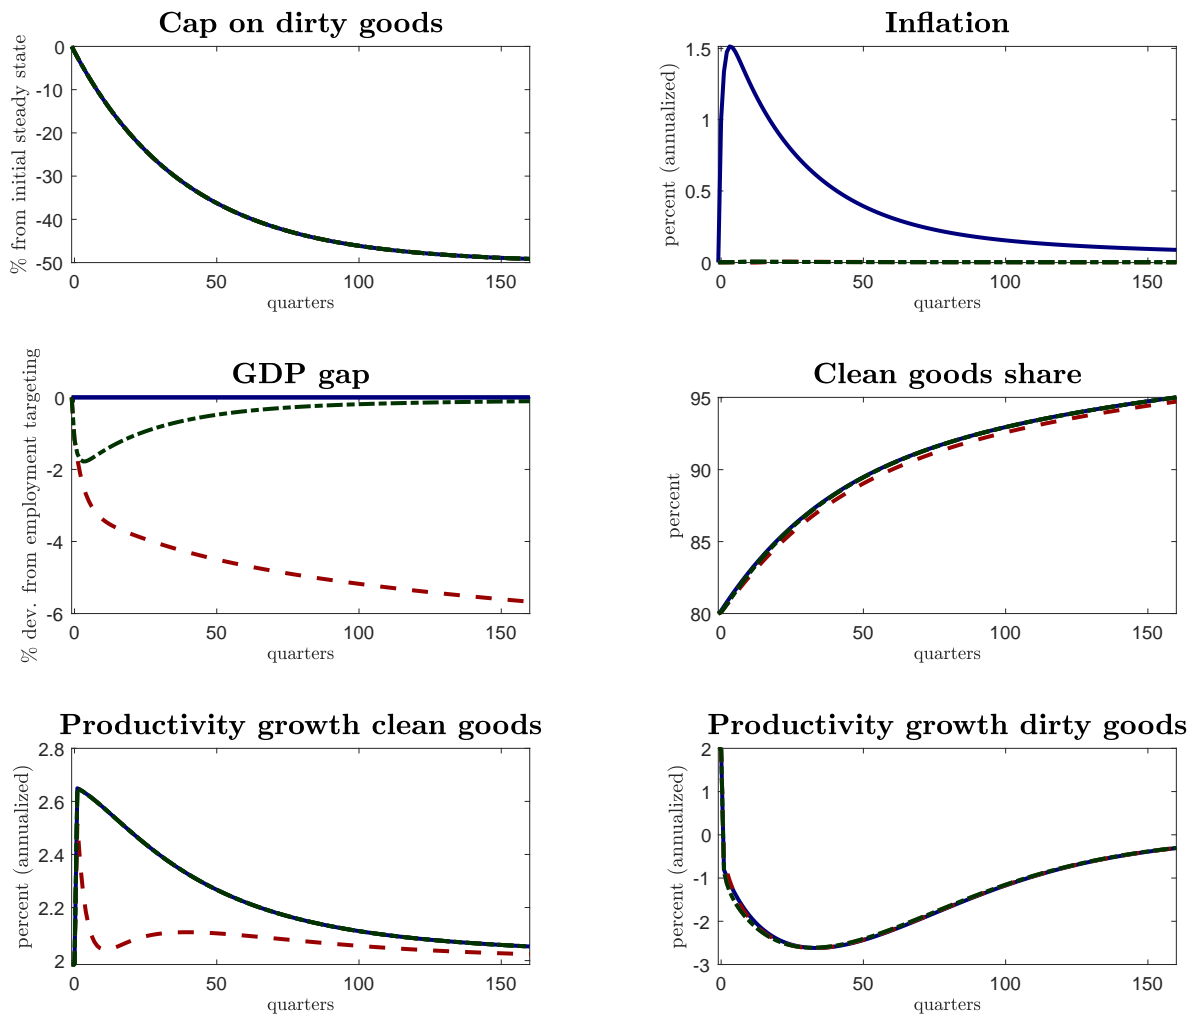 Cap on dirty goods
% from initial steady state
0
-10
-20
-30
-40
-50
0 50 100 150
quarters
Inflation
percent (annualized)
1.5
1
0.5
0
0 50 100 150
quarters
GDP gap
% dev. from employment targeting
0
-2
-4
-6
0 50 100 150
quarters
Clean goods share
percent
95
90
85
80
0 50 100 150
quarters
Productivity growth clean goods
percent (annualized)
2.8
2.6
2.4
2.2
2
0 50 100 150
quarters
Productivity growth dirty goods
percent (annualized)
2
1
0
-1
-2
-3
0 50 100 150
quarters